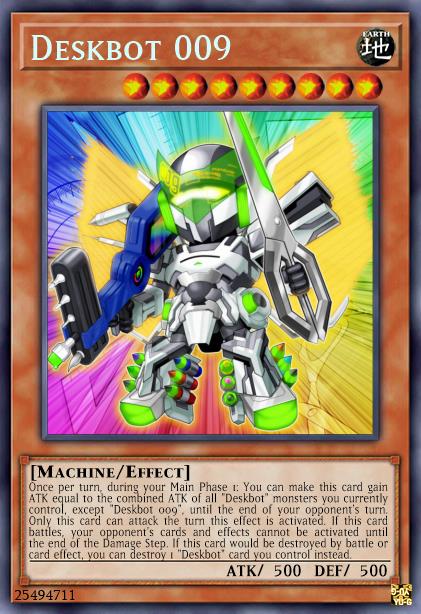 DESKBOT 009
EARTH
地
009
[MACHINE/EFFECT]
Once per turn, during your Main Phase 1: You can make this card gain
ATK equal to the combined ATK of all "Deskbot" monsters you currently
control, except "Deskbot 009", until the end of your opponent's turn.
Only this card can attack the turn this effect is activated. If this card
battles, your opponent's cards and effects cannot be activated until
the end of the Damage Step. If this card would be destroyed by battle or
card effect, you can destroy 1 "Deskbot" card you control instead.
ATK/ 500 DEF/ 500
25494711